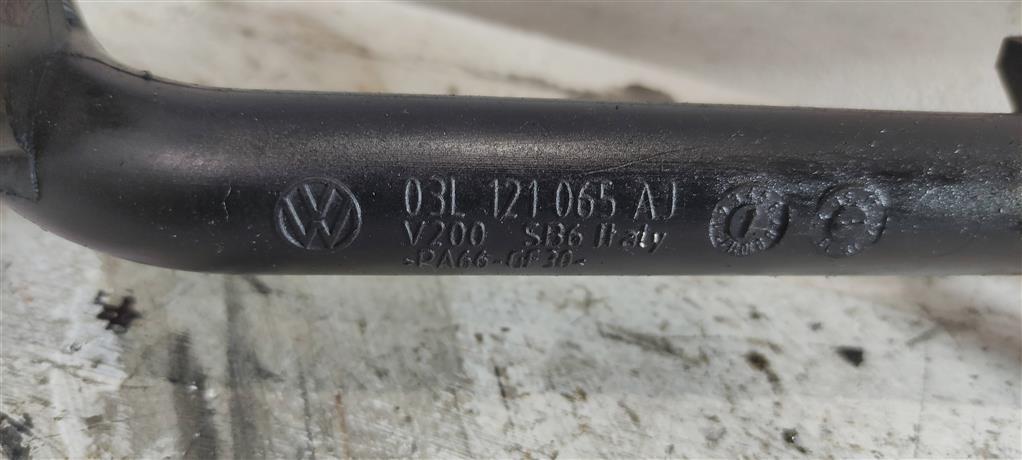 03L 121 065 AJ
V200 SB6 Italy
>PA66-GF30<